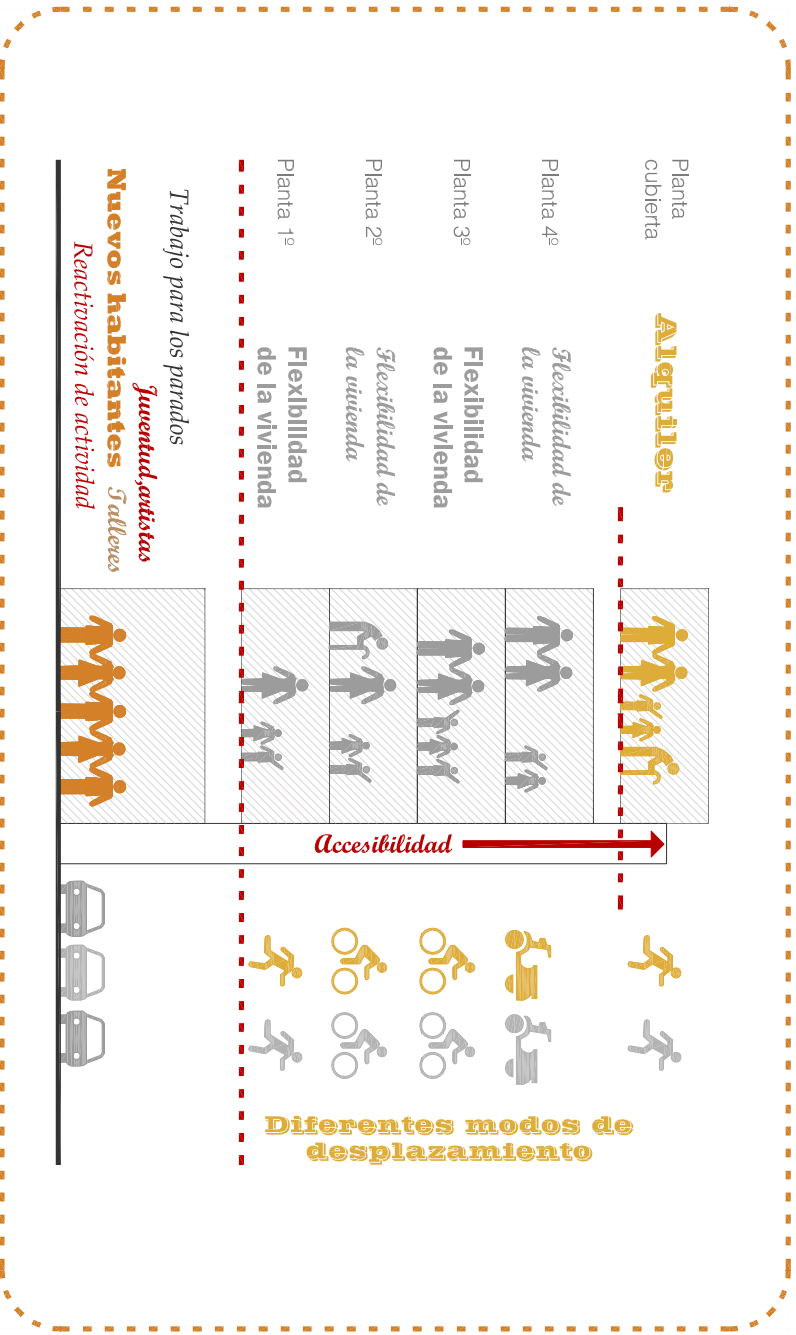 Planta
cubierta
Alquiler
Planta 4º
Flexibilidad de
la vivienda
Planta 3º
Flexibilidad
de la vivienda
Planta 2º
Flexibilidad de
la vivienda
Planta 1º
Flexibilidad
de la vivienda
Trabajo para los parados
Juventud,artistas
Nuevos habitantes Talleres
Reactivación de actividad
Accesibilidad
Diferentes modos de
desplazamiento